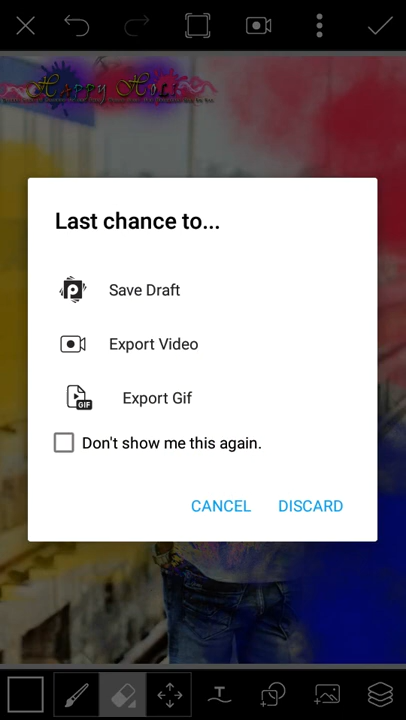 Happy Holi
Last chance to...
Save Draft
Export Video
GIF
Export Gif
Don't show me this again.
CANCEL
DISCARD
T